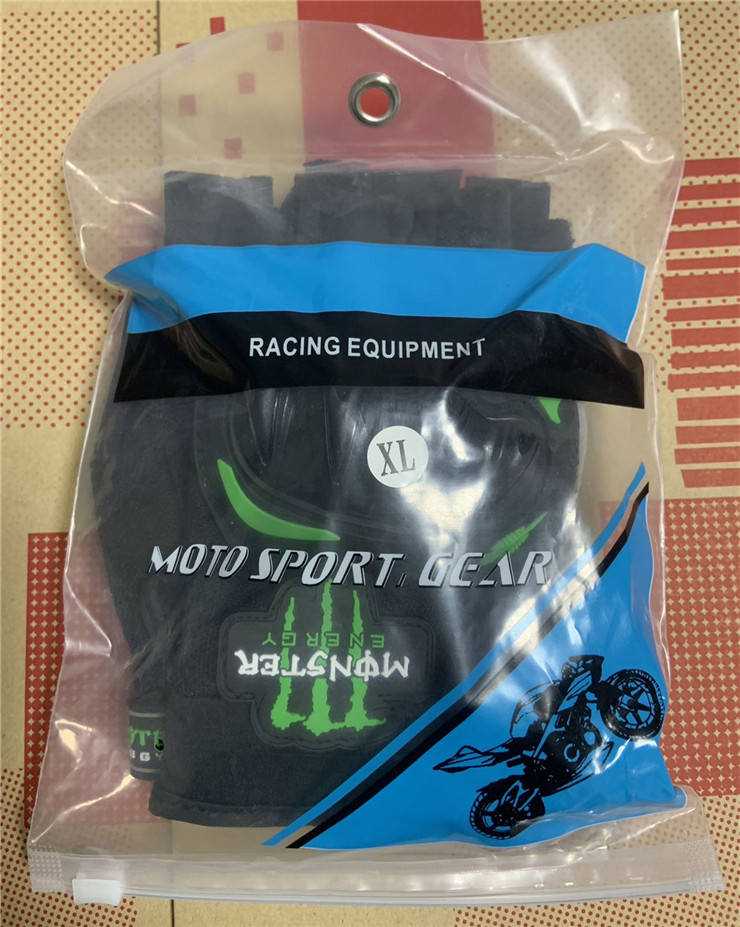 RACING EQUIPMENT
XL
MOTO SPORT, GEAR
MONSTER
ENERGY